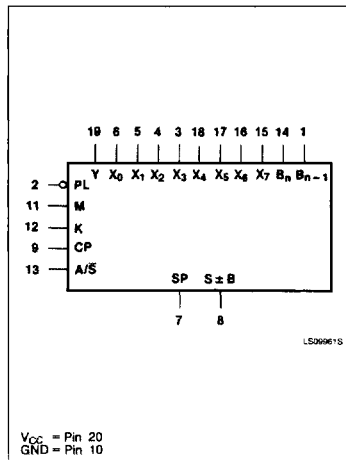 19 6 5 4 3 18 17 16 15 14 1
Y X₀ X₁ X₂ X₃ X₄ X₅ X₆ X₇ Bₙ Bₙ₋₁
2 PL
11 M
12 K
9 CP
13 A/S̅
SP S ± B
7 8
LS09961S
V_CC = Pin 20
GND = Pin 10